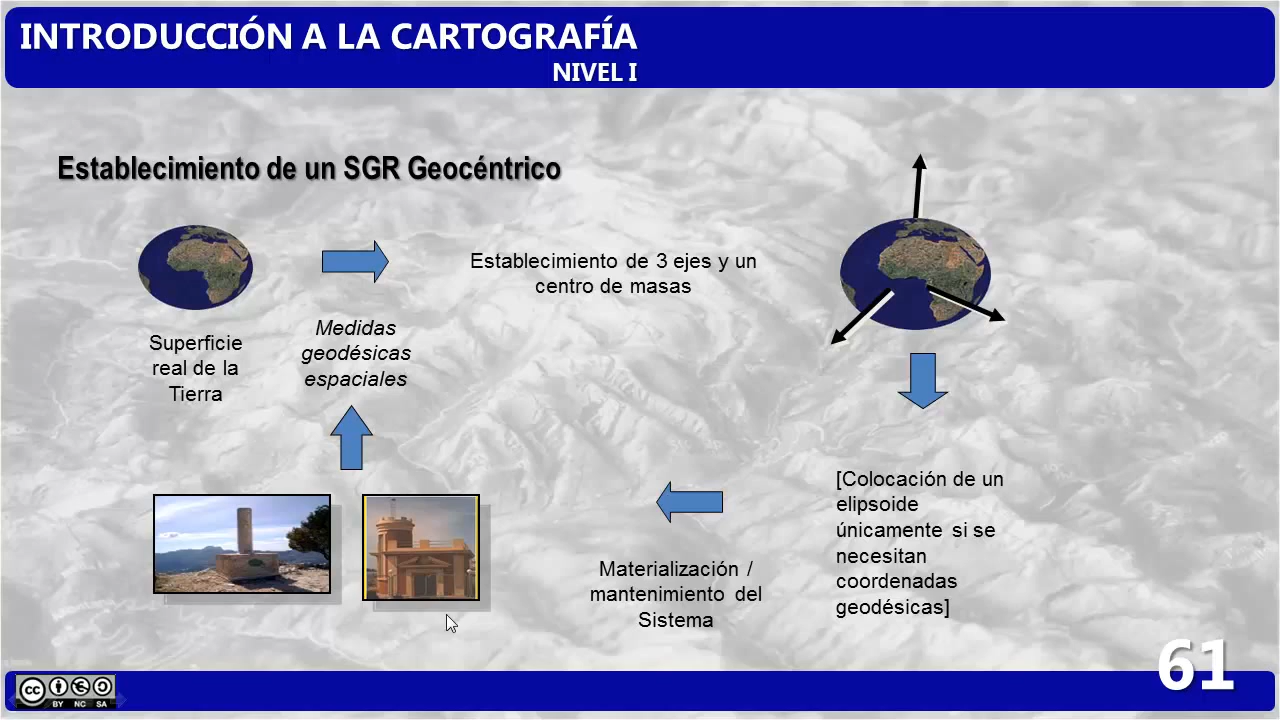 INTRODUCCIÓN A LA CARTOGRAFÍA
NIVEL I
Establecimiento de un SGR Geocéntrico
Establecimiento de 3 ejes y un
centro de masas
Superficie
real de la
Tierra
Medidas
geodésicas
espaciales
[Colocación de un
elipsoide
únicamente si se
necesitan
coordenadas
geodésicas]
Materialización /
mantenimiento del
Sistema
61
cc
BY NC SA